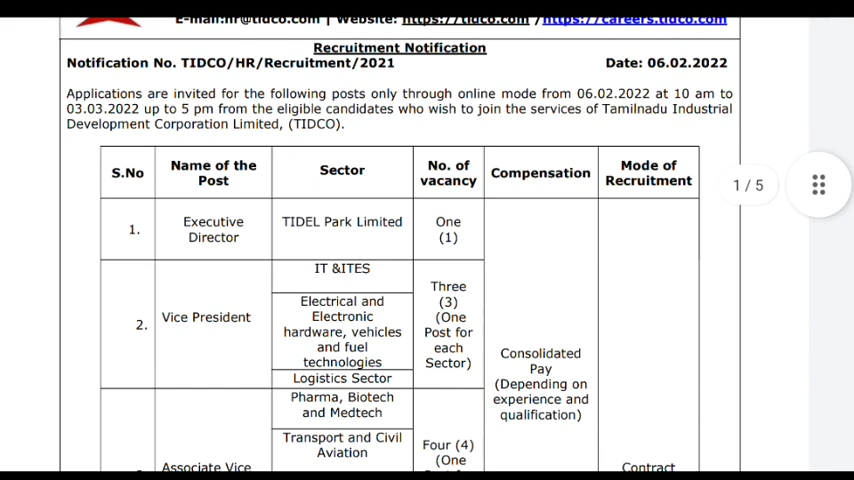 E-mail:hr@tidco.com | Website: https://tidco.com /https://careers.tidco.com
Recruitment Notification
Notification No. TIDCO/HR/Recruitment/2021 Date: 06.02.2022
Applications are invited for the following posts only through online mode from 06.02.2022 at 10 am to
03.03.2022 up to 5 pm from the eligible candidates who wish to join the services of Tamilnadu Industrial
Development Corporation Limited, (TIDCO).
S.No
Name of the
Post
Sector
No. of
vacancy
Compensation
Mode of
Recruitment
1.
Executive
Director
TIDEL Park Limited
One
(1)
2.
Vice President
IT &ITES
Electrical and
Electronic
hardware, vehicles
and fuel
technologies
Logistics Sector
Three
(3)
(One
Post for
each
Sector)
Consolidated
Pay
(Depending on
experience and
qualification)
Associate Vice
Pharma, Biotech
and Medtech
Transport and Civil
Aviation
Four (4)
(One
Contract
1 / 5